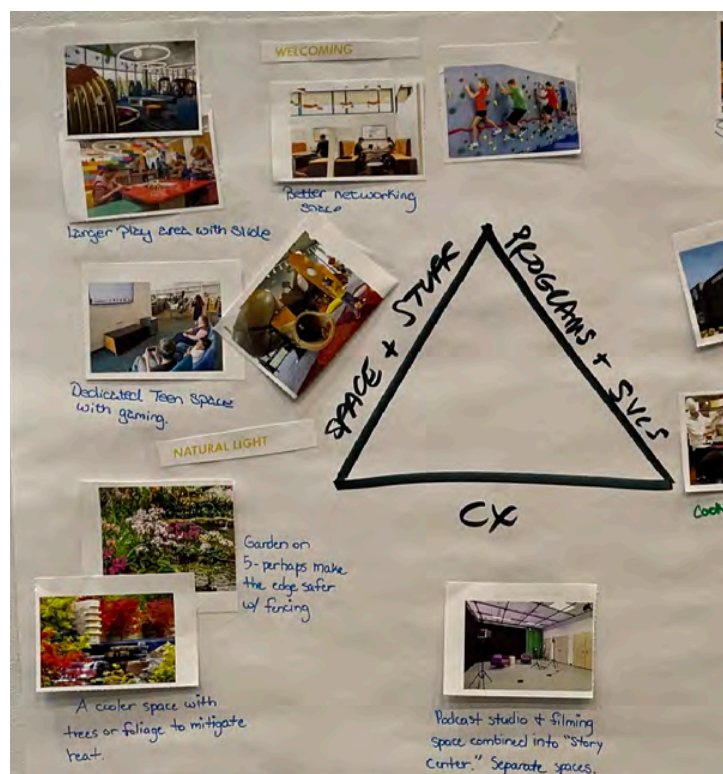 WELCOMING
Better networking
space
Larger Play area with Slide
SPACE + STUFF
PROGRAMS + SVCS
CX
Dedicated Teen Space
with gaming.
NATURAL LIGHT
Garden on
5-perhaps make
the edge safer
w/ fencing
A cooler space with
trees or foliage to mitigate
heat.
Podcast studio & filming
space combined into "Story
Center." Separate spaces.